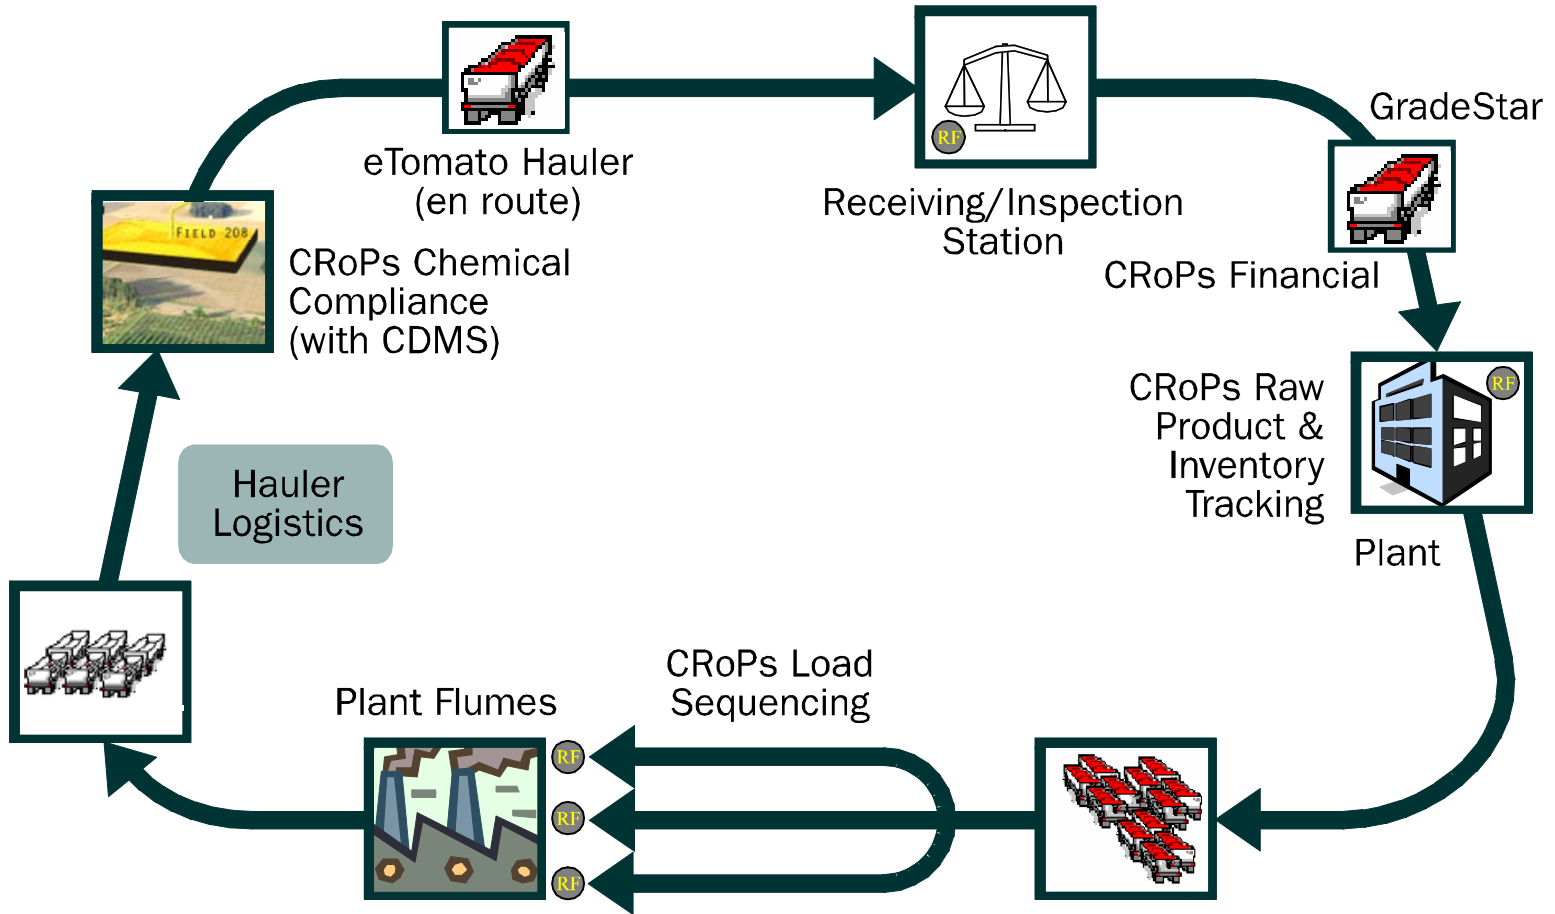 eTomato Hauler
(en route)
RF
Receiving/Inspection
Station
GradeStar
CRoPs Financial
FIELD 208
CRoPs Chemical
Compliance
(with CDMS)
RF
CRoPs Raw
Product &
Inventory
Tracking
Plant
Hauler
Logistics
CRoPs Load
Sequencing
Plant Flumes
RF
RF
RF